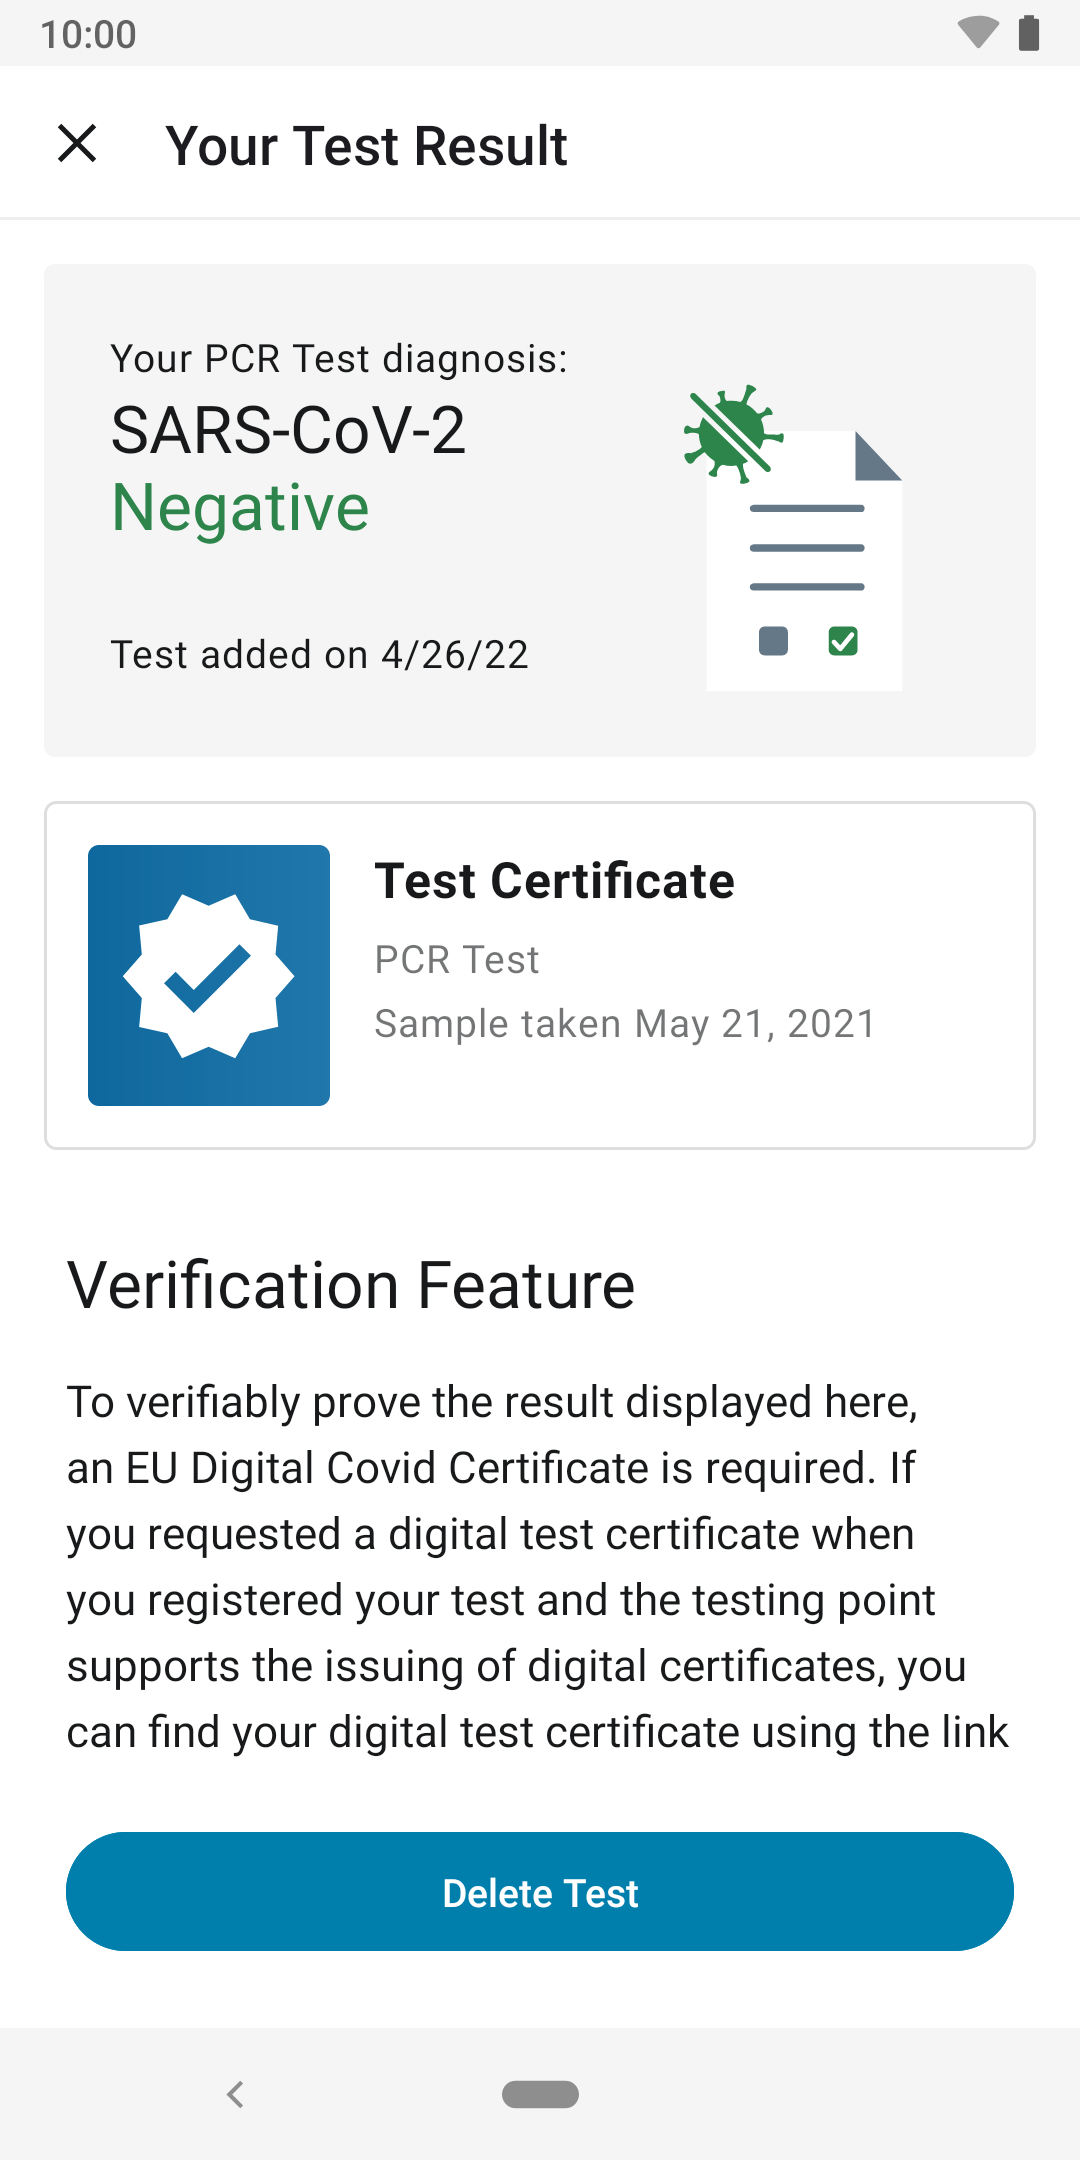 10:00
Your Test Result
Your PCR Test diagnosis:
SARS-CoV-2
Negative
Test added on 4/26/22
Test Certificate
PCR Test
Sample taken May 21, 2021
Verification Feature
To verifiably prove the result displayed here,
an EU Digital Covid Certificate is required. If
you requested a digital test certificate when
you registered your test and the testing point
supports the issuing of digital certificates, you
can find your digital test certificate using the link
Delete Test